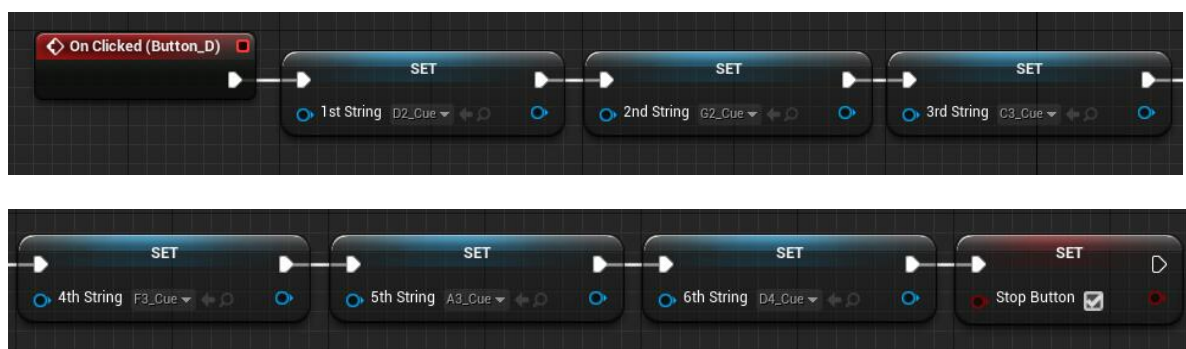 On Clicked (Button_D)
SET
SET
SET
1st String D2_Cue
2nd String G2_Cue
3rd String C3_Cue
SET
SET
SET
SET
4th String F3_Cue
5th String A3_Cue
6th String D4_Cue
Stop Button